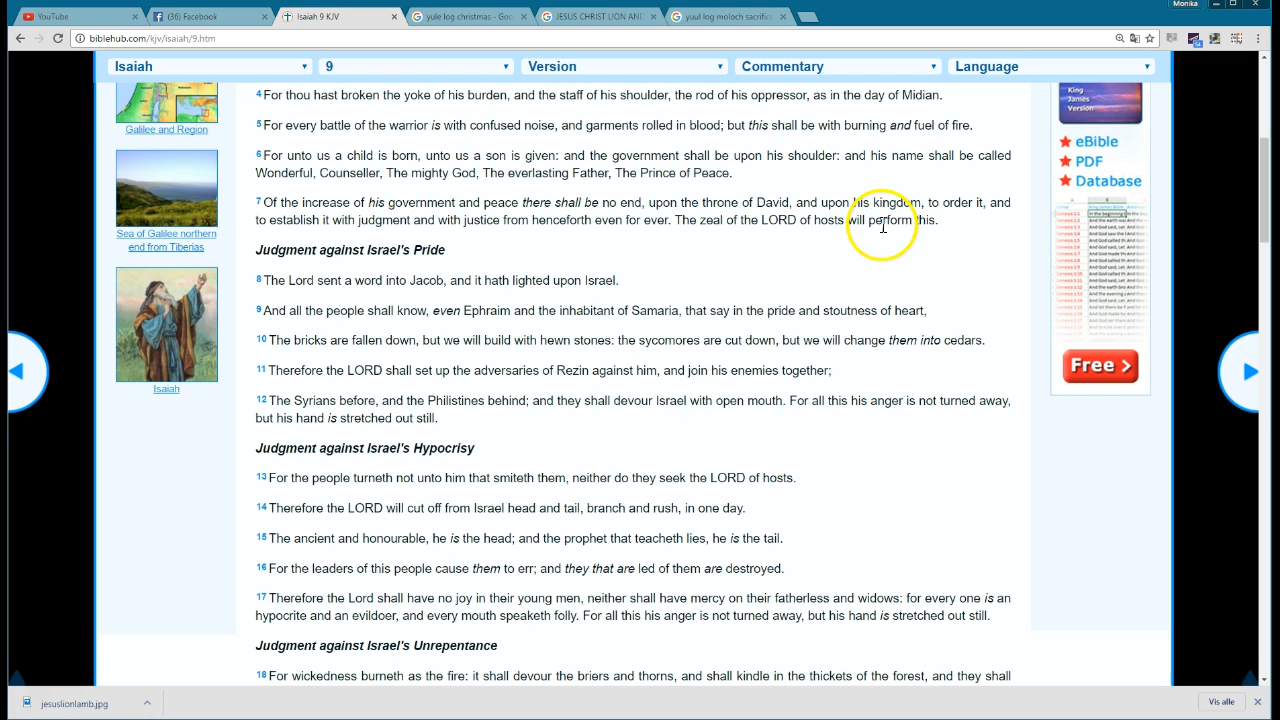 Monika
YouTube
(36) Facebook
Isaiah 9 KJV
yule log christmas - Goo
JESUS CHRIST LION AND
yuul log moloch sacrific
biblehub.com/kjv/isaiah/9.htm
Isaiah
9
Version
Commentary
Language
4 For thou hast broken the yoke of his burden, and the staff of his shoulder, the rod of his oppressor, as in the day of Midian.
Galilee and Region
5 For every battle of the warrior is with confused noise, and garments rolled in blood; but this shall be with burning and fuel of fire.
6 For unto us a child is born, unto us a son is given: and the government shall be upon his shoulder: and his name shall be called
Wonderful, Counsellor, The mighty God, The everlasting Father, The Prince of Peace.
7 Of the increase of his government and peace there shall be no end, upon the throne of David, and upon his kingdom, to order it, and
to establish it with judgment and with justice from henceforth even for ever. The zeal of the LORD of hosts will perform this.
Sea of Galilee northern
end from Tiberias
Judgment against
8 The Lord sent a word into Jacob, and it hath lighted upon Israel.
9 And all the people shall know, even Ephraim and the inhabitant of Samaria, that say in the pride and stoutness of heart,
10 The bricks are fallen down, but we will build with hewn stones: the sycomores are cut down, but we will change them into cedars.
11 Therefore the LORD shall set up the adversaries of Rezin against him, and join his enemies together;
Isaiah
12 The Syrians before, and the Philistines behind; and they shall devour Israel with open mouth. For all this his anger is not turned away,
but his hand is stretched out still.
Judgment against Israel's Hypocrisy
13 For the people turneth not unto him that smiteth them, neither do they seek the LORD of hosts.
14 Therefore the LORD will cut off from Israel head and tail, branch and rush, in one day.
15 The ancient and honourable, he is the head; and the prophet that teacheth lies, he is the tail.
16 For the leaders of this people cause them to err; and they that are led of them are destroyed.
17 Therefore the Lord shall have no joy in their young men, neither shall have mercy on their fatherless and widows: for every one is an
hypocrite and an evildoer, and every mouth speaketh folly. For all this his anger is not turned away, but his hand is stretched out still.
Judgment against Israel's Unrepentance
18 For wickedness burneth as the fire: it shall devour the briers and thorns, and shall kindle in the thickets of the forest, and they shall
King
James
Version
eBible
PDF
Database
Free >
jesuslionlamb.jpg
Vis alle